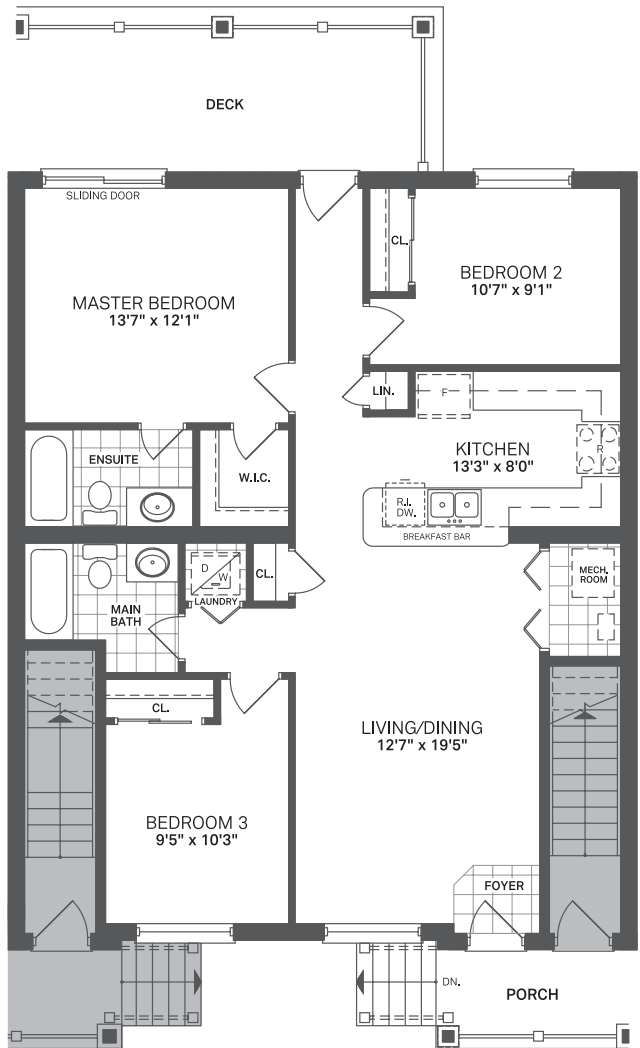 DECK
SLIDING DOOR
CL.
BEDROOM 2
10'7" x 9'1"
MASTER BEDROOM
13'7" x 12'1"
LIN.
F
KITCHEN
13'3" x 8'0"
R
ENSUITE
W.I.C.
R.I.
DW.
BREAKFAST BAR
D
W
LAUNDRY
CL.
MECH.
ROOM
MAIN
BATH
CL.
LIVING/DINING
12'7" x 19'5"
BEDROOM 3
9'5" x 10'3"
FOYER
DN.
PORCH